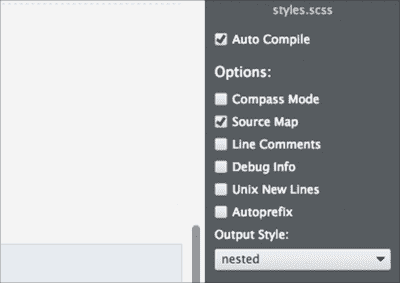 styles.scss
Auto Compile
Options:
Compass Mode
Source Map
Line Comments
Debug Info
Unix New Lines
Autoprefix
Output Style:
nested